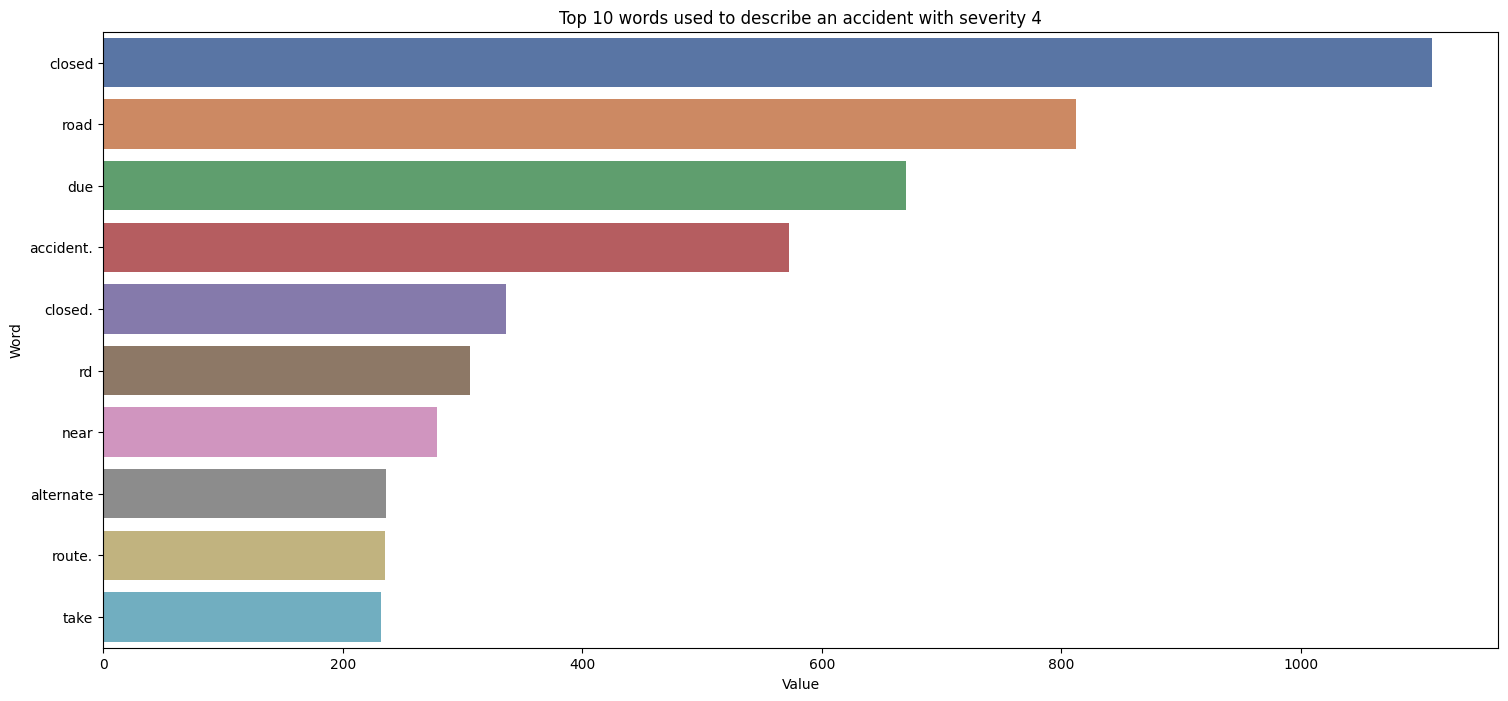 Top 10 words used to describe an accident with severity 4
Word
closed
road
due
accident.
closed.
rd
near
alternate
route.
take
0 200 400 600 800 1000
Value